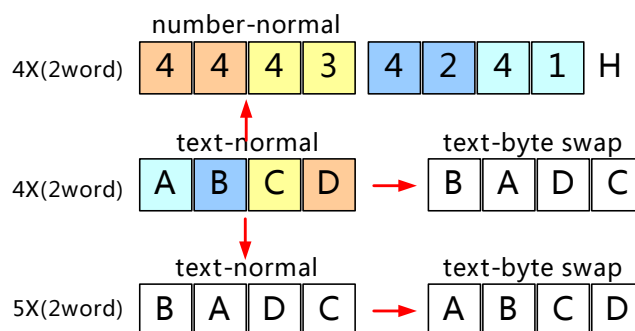 number-normal
4X(2word) 4 4 4 3 4 2 4 1 H
text-normal text-byte swap
4X(2word) A B C D B A D C
text-normal text-byte swap
5X(2word) B A D C A B C D